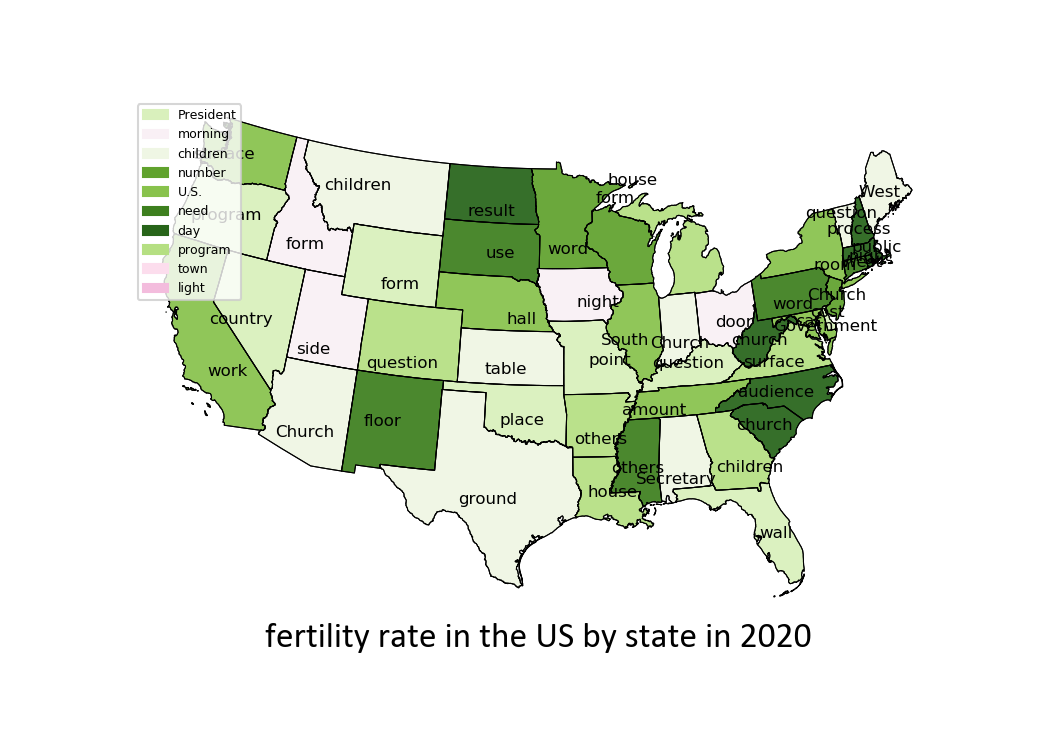 President
morning
children
number
U.S.
need
day
program
town
light
program
children
house
form
West
result
question
process
form
use
word
public
room
form
night
word
Church
cost
country
hall
Government
side
door
South
Church
church
question
table
point
question
surface
work
place
amount
audience
Church
floor
others
church
others
children
Secretary
ground
house
wall
fertility rate in the US by state in 2020